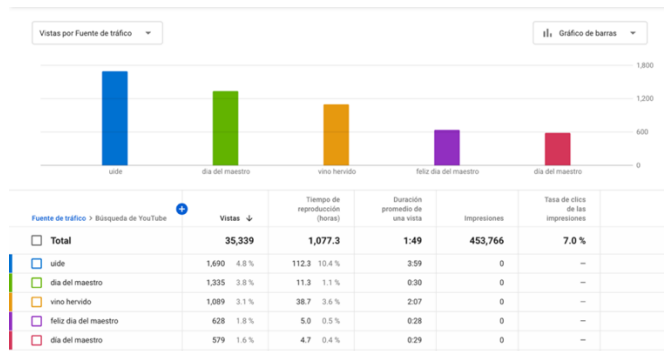 Vistas por Fuente de tráfico
Gráfico de barras
1,800
1,200
600
0
uide
dia del maestro
vino hervido
feliz dia del maestro
día del maestro
Fuente de tráfico > Búsqueda de YouTube
Vistas
Tiempo de
reproducción
(horas)
Duración
promedio de
una vista
Impresiones
Tasa de clics
de las
impresiones
Total 35,339 1,077.3 1:49 453,766 7.0 %
uide 1,690 4.8 % 112.3 10.4 % 3:59 0 –
dia del maestro 1,335 3.8 % 11.3 1.1 % 0:30 0 –
vino hervido 1,089 3.1 % 38.7 3.6 % 2:07 0 –
feliz dia del maestro 628 1.8 % 5.0 0.5 % 0:28 0 –
día del maestro 579 1.6 % 4.7 0.4 % 0:29 0 –